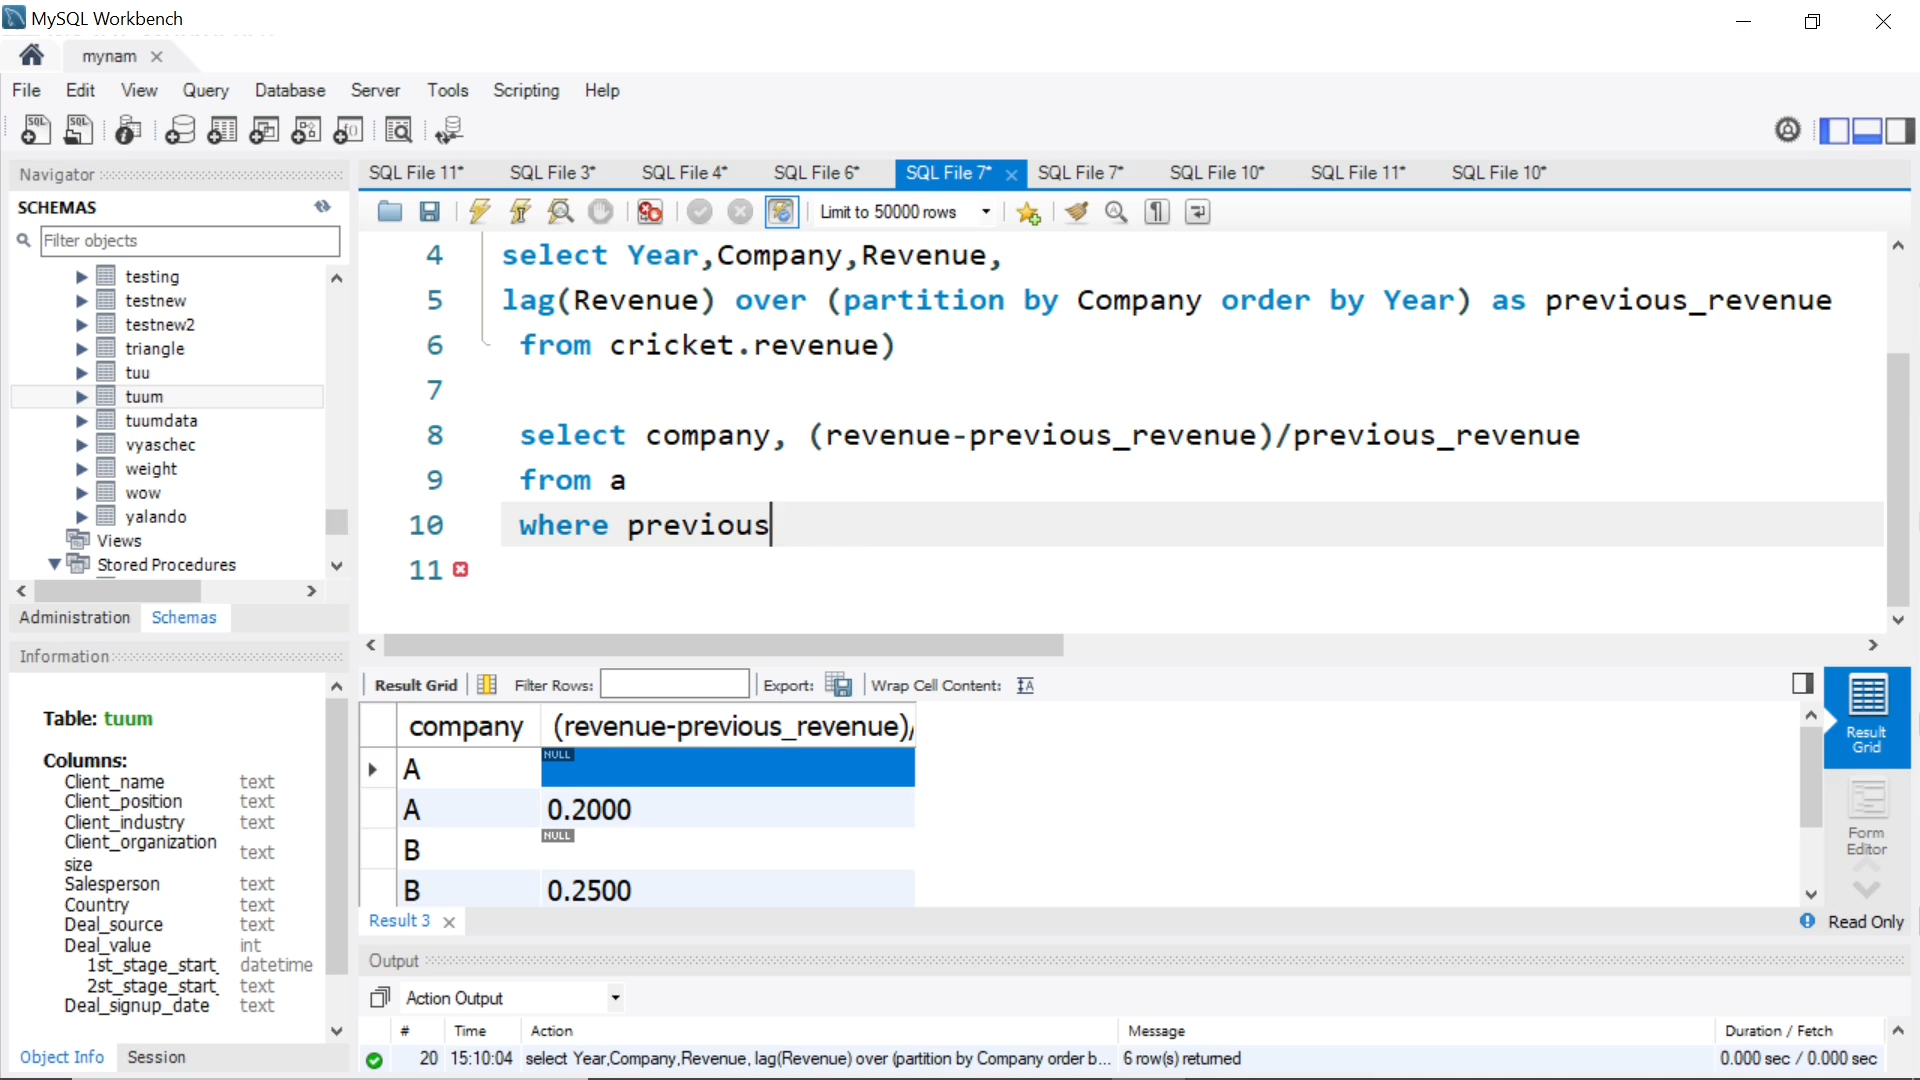 MySQL Workbench
mynam
File Edit View Query Database Server Tools Scripting Help
Navigator
SCHEMAS
Filter objects
testing
testnew
testnew2
triangle
tuu
tuum
tuumdata
vyaschec
weight
wow
yalando
Views
Stored Procedures
Administration Schemas
Information
Table: tuum
Columns:
Client_name text
Client_position text
Client_industry text
Client_organization
size text
Salesperson text
Country text
Deal_source text
Deal_value int
1st_stage_start_ datetime
2st_stage_start_ text
Deal_signup_date text
Object Info Session
SQL File 11* SQL File 3* SQL File 4* SQL File 6* SQL File 7* SQL File 7* SQL File 10* SQL File 11* SQL File 10*
Limit to 50000 rows
4 select Year,Company,Revenue,
5 lag(Revenue) over (partition by Company order by Year) as previous_revenue
6 from cricket.revenue)
7
8 select company, (revenue-previous_revenue)/previous_revenue
9 from a
10 where previous
11
Result Grid Filter Rows: Export: Wrap Cell Content:
company (revenue-previous_revenue)/
A NULL
A 0.2000
B NULL
B 0.2500
Result
Grid
Form
Editor
Result 3
Read Only
Output
Action Output
# Time Action Message Duration / Fetch
20 15:10:04 select Year,Company,Revenue, lag(Revenue) over (partition by Company order b... 6 row(s) returned 0.000 sec / 0.000 sec